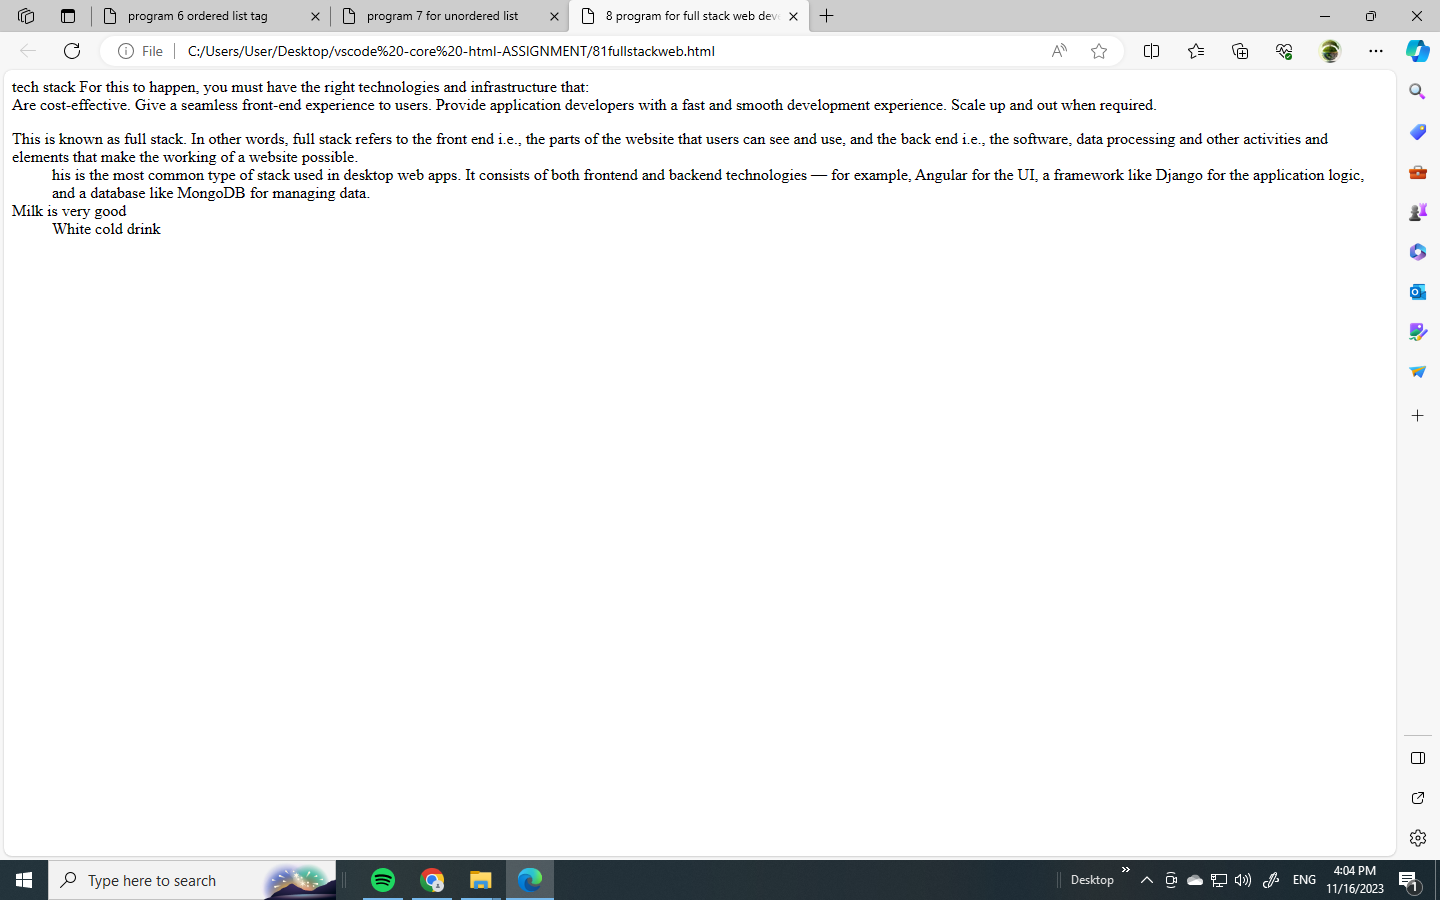 program 6 ordered list tag
program 7 for unordered list
8 program for full stack web dev
File
C:/Users/User/Desktop/vscode%20-core%20-html-ASSIGNMENT/81fullstackweb.html
tech stack For this to happen, you must have the right technologies and infrastructure that:
Are cost-effective. Give a seamless front-end experience to users. Provide application developers with a fast and smooth development experience. Scale up and out when required.
This is known as full stack. In other words, full stack refers to the front end i.e., the parts of the website that users can see and use, and the back end i.e., the software, data processing and other activities and
elements that make the working of a website possible.
his is the most common type of stack used in desktop web apps. It consists of both frontend and backend technologies — for example, Angular for the UI, a framework like Django for the application logic,
and a database like MongoDB for managing data.
Milk is very good
White cold drink
Type here to search
Desktop
ENG
4:04 PM
11/16/2023
1